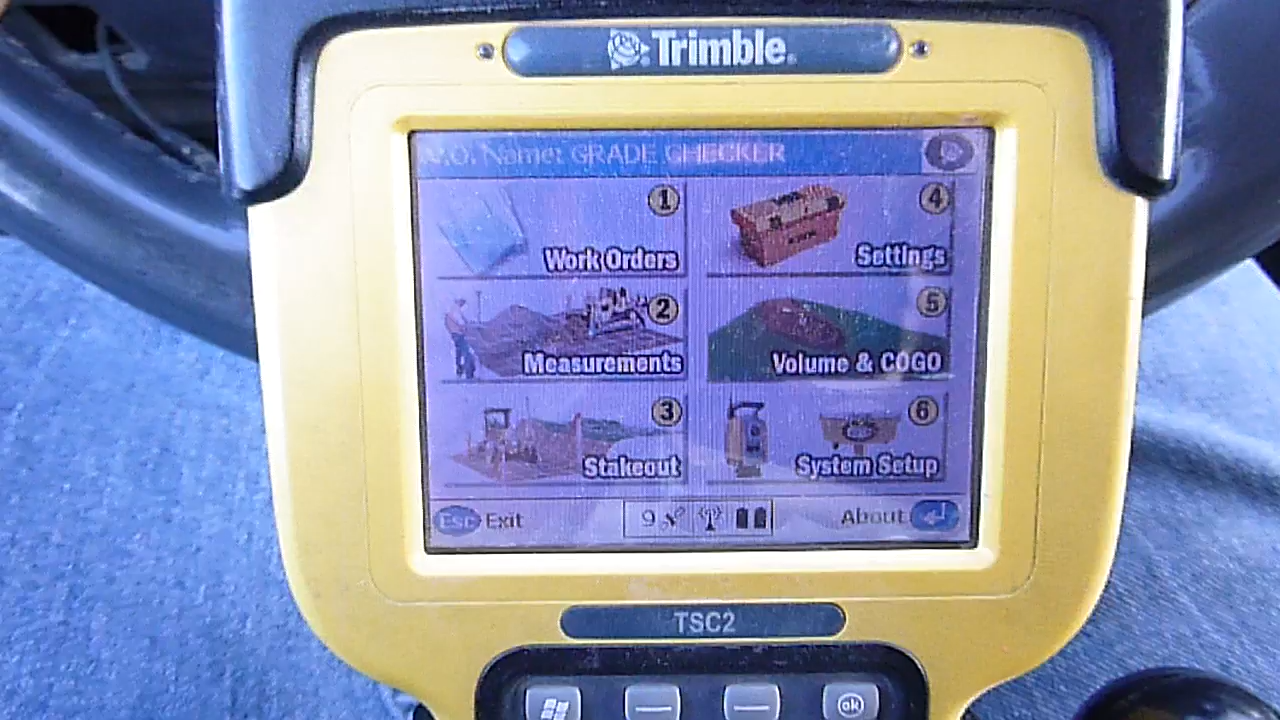 Trimble
W.O. Name: GRADE CHECKER
1
Work Orders
4
Settings
2
Measurements
5
Volume & COGO
3
Stakeout
6
System Setup
Esc Exit
9
About
TSC2
ok